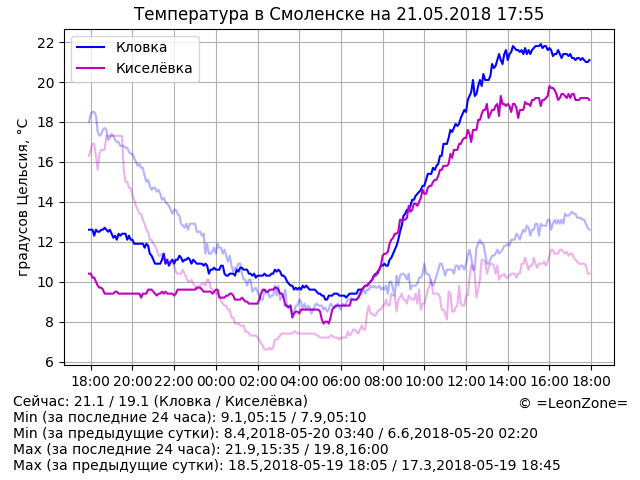 Температура в Смоленске на 21.05.2018 17:55
Кловка
Киселёвка
градусов Цельсия, °C
22
20
18
16
14
12
10
8
6
18:00 20:00 22:00 00:00 02:00 04:00 06:00 08:00 10:00 12:00 14:00 16:00 18:00
Сейчас: 21.1 / 19.1 (Кловка / Киселёвка)
© =LeonZone=
Min (за последние 24 часа): 9.1,05:15 / 7.9,05:10
Min (за предыдущие сутки): 8.4,2018-05-20 03:40 / 6.6,2018-05-20 02:20
Max (за последние 24 часа): 21.9,15:35 / 19.8,16:00
Max (за предыдущие сутки): 18.5,2018-05-19 18:05 / 17.3,2018-05-19 18:45